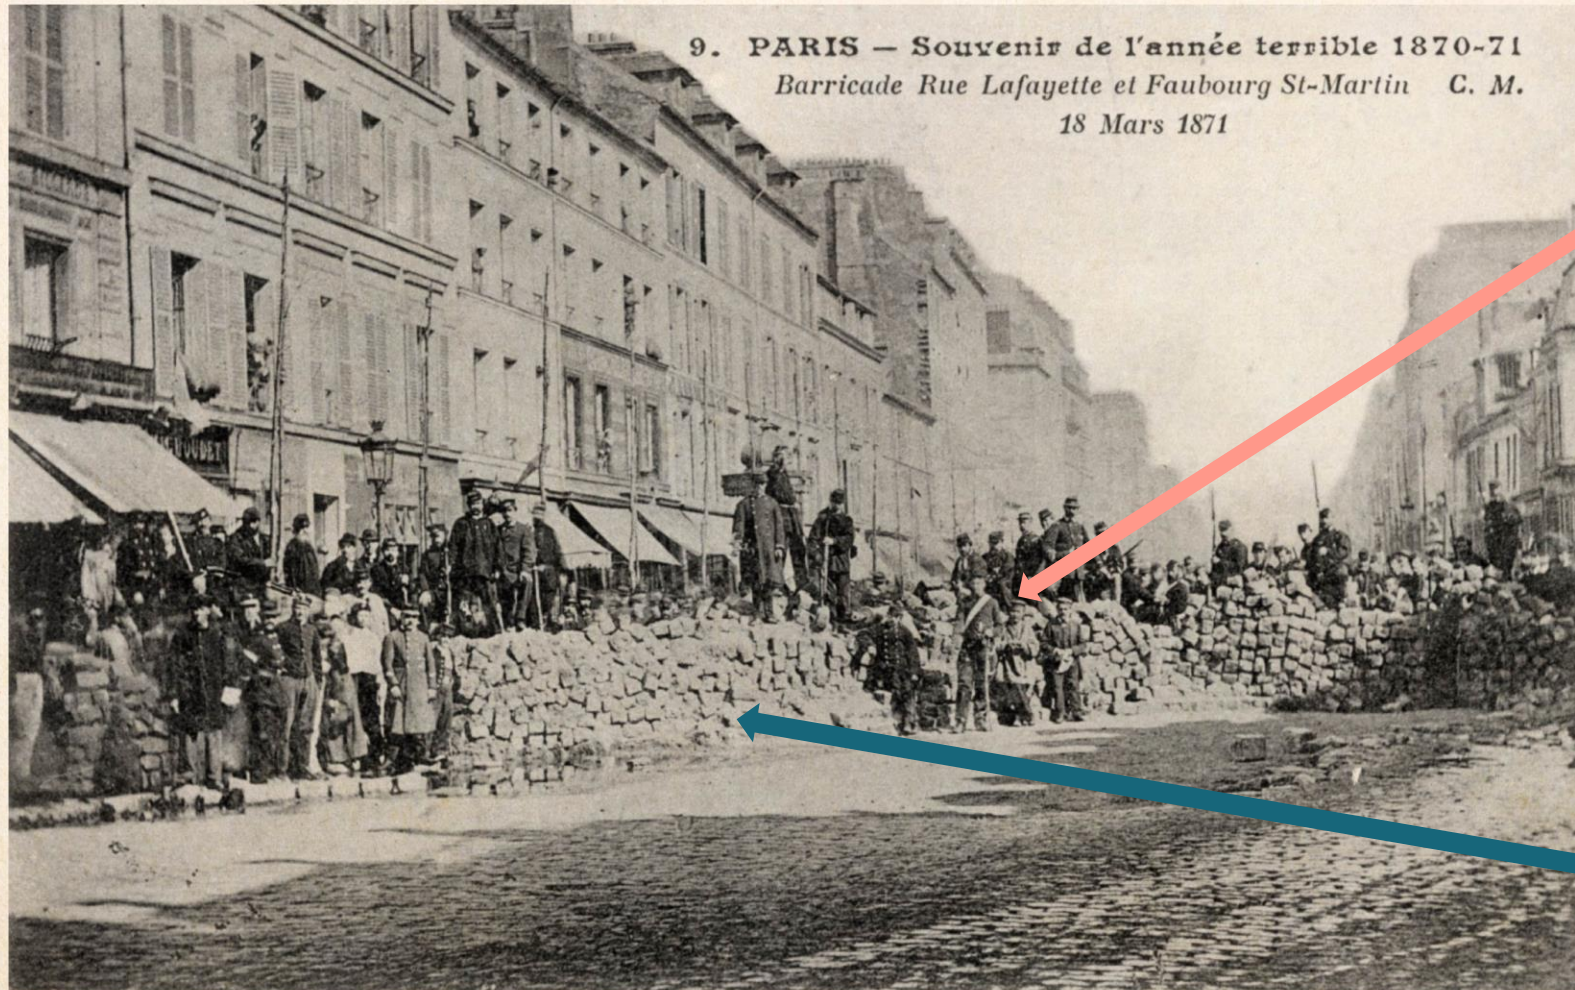 9. PARIS — Souvenir de l'année terrible 1870-71
Barricade Rue Lafayette et Faubourg St-Martin C. M.
18 Mars 1871